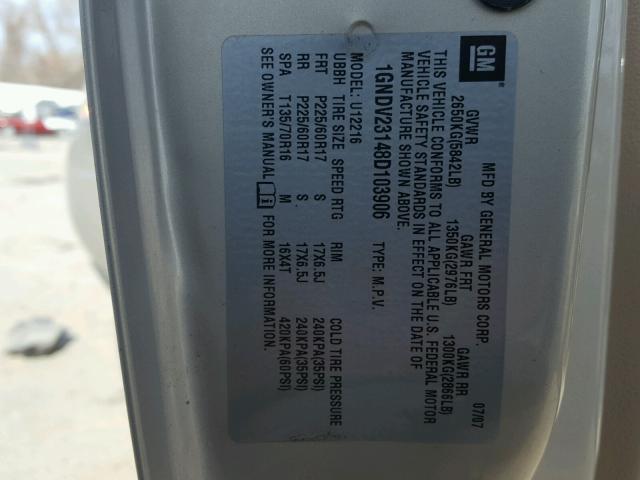 GM
MFD BY GENERAL MOTORS CORP. 07/07
GVWR GAWR FRT GAWR RR
2650KG(5842LB) 1350KG(2976LB) 1300KG(2866LB)
THIS VEHICLE CONFORMS TO ALL APPLICABLE U.S. FEDERAL MOTOR
VEHICLE SAFETY STANDARDS IN EFFECT ON THE DATE OF
MANUFACTURE SHOWN ABOVE.
1GNDV23148D103906 TYPE: M.P.V.
MODEL: U12216
UBBH TIRE SIZE SPEED RTG RIM COLD TIRE PRESSURE
FRT P225/60R17 S 17X6.5J 240KPA(35PSI)
RR P225/60R17 S 17X6.5J 240KPA(35PSI)
SPA T135/70R16 M 16X4T 420KPA(60PSI)
SEE OWNER'S MANUAL i FOR MORE INFORMATION.